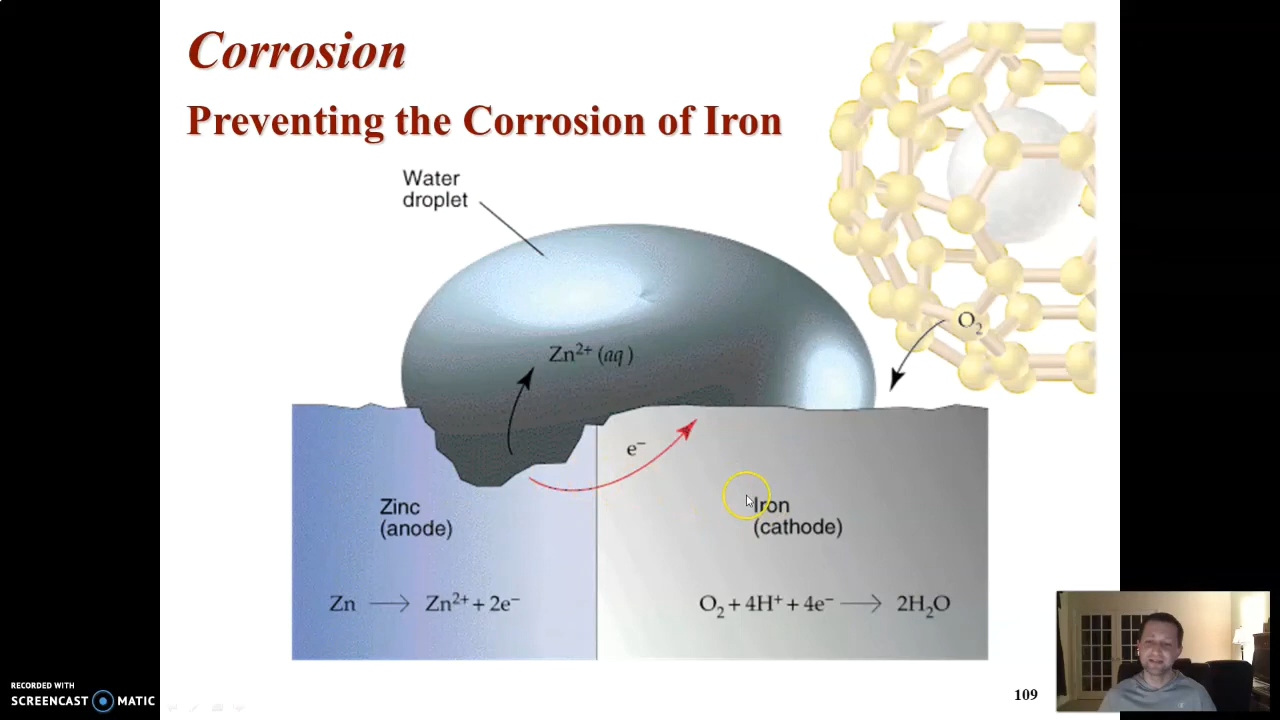 Corrosion
Preventing the Corrosion of Iron
Water
droplet
O₂
Zn²⁺ (aq)
e⁻
Zinc
(anode)
Iron
(cathode)
Zn → Zn²⁺ + 2e⁻
O₂ + 4H⁺ + 4e⁻ → 2H₂O
109
RECORDED WITH
SCREENCAST MATIC